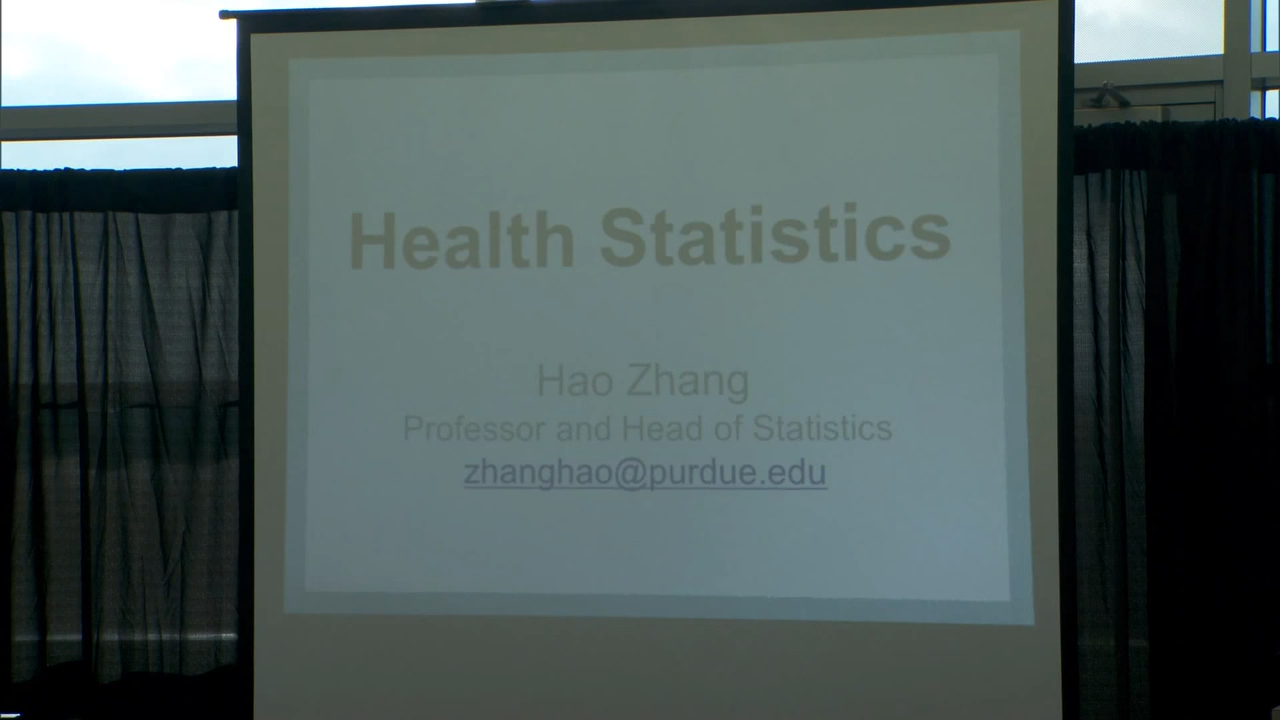 Health Statistics
Hao Zhang
Professor and Head of Statistics
zhanghao@purdue.edu